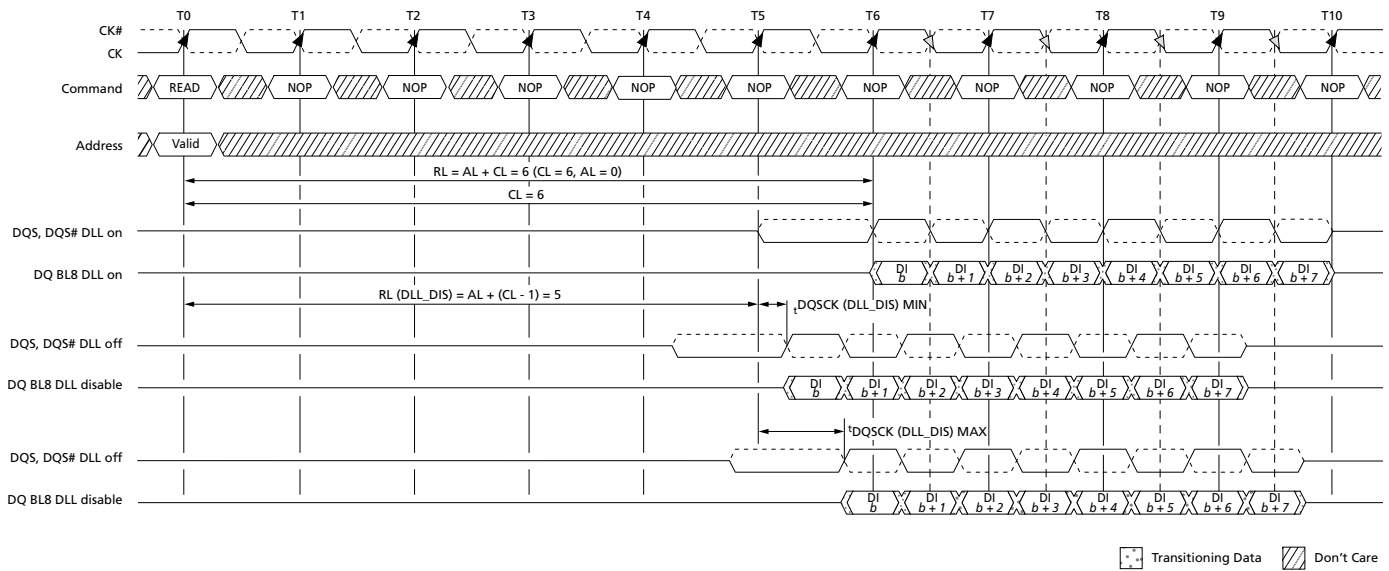 T0 T1 T2 T3 T4 T5 T6 T7 T8 T9 T10
CK#
CK
Command READ NOP NOP NOP NOP NOP NOP NOP NOP NOP NOP
Address Valid
RL = AL + CL = 6 (CL = 6, AL = 0)
CL = 6
DQS, DQS# DLL on
DQ BL8 DLL on DI b DI b + 1 DI b + 2 DI b + 3 DI b + 4 DI b + 5 DI b + 6 DI b + 7
RL (DLL_DIS) = AL + (CL - 1) = 5
tDQSCK (DLL_DIS) MIN
DQS, DQS# DLL off
DQ BL8 DLL disable DI b DI b + 1 DI b + 2 DI b + 3 DI b + 4 DI b + 5 DI b + 6 DI b + 7
tDQSCK (DLL_DIS) MAX
DQS, DQS# DLL off
DQ BL8 DLL disable DI b DI b + 1 DI b + 2 DI b + 3 DI b + 4 DI b + 5 DI b + 6 DI b + 7
Transitioning Data Don't Care